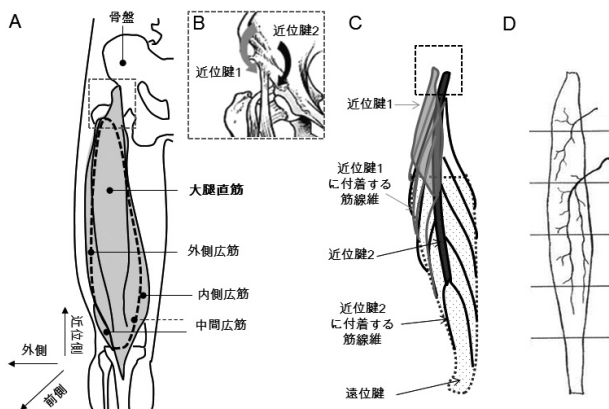 A
骨盤
大腿直筋
外側広筋
内側広筋
中間広筋
近位側
外側
前側
B
近位腱2
近位腱1
C
近位腱1
近位腱1
に付着する
筋線維
近位腱2
近位腱2
に付着する
筋線維
遠位腱
D